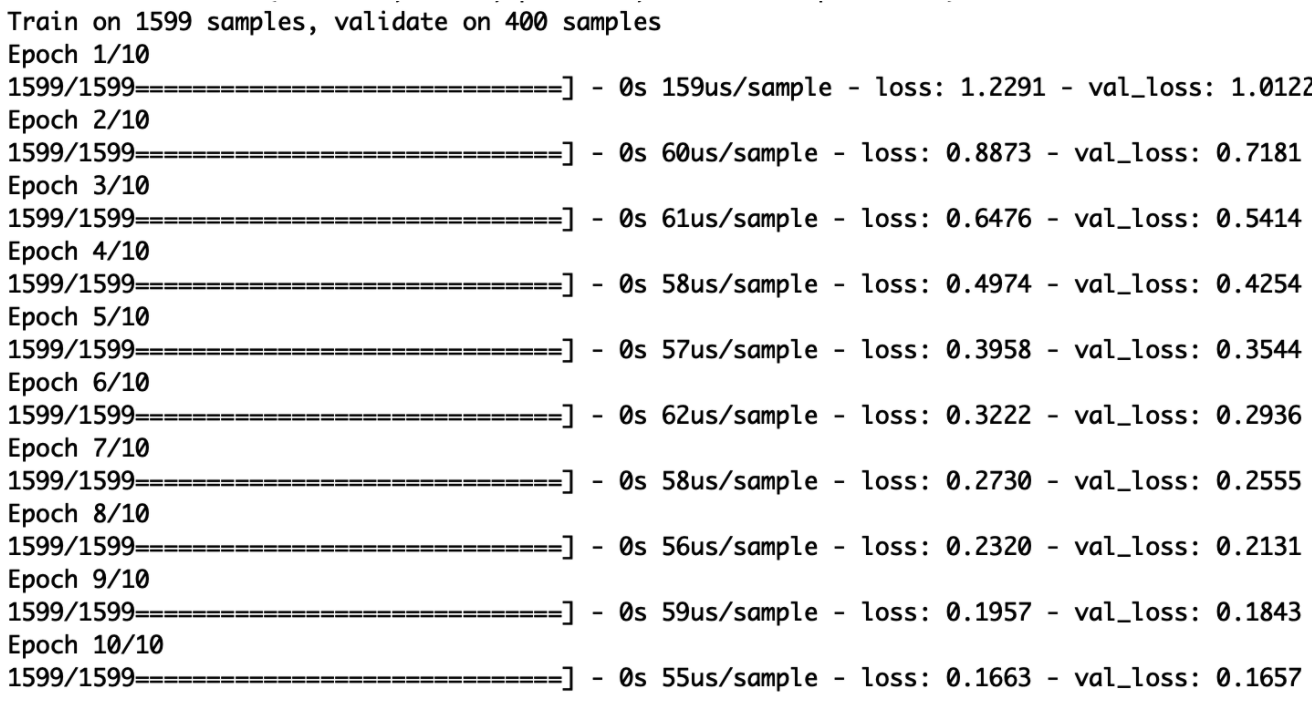 Train on 1599 samples, validate on 400 samples
Epoch 1/10
1599/1599==============================] - 0s 159us/sample - loss: 1.2291 - val_loss: 1.0122
Epoch 2/10
1599/1599==============================] - 0s 60us/sample - loss: 0.8873 - val_loss: 0.7181
Epoch 3/10
1599/1599==============================] - 0s 61us/sample - loss: 0.6476 - val_loss: 0.5414
Epoch 4/10
1599/1599==============================] - 0s 58us/sample - loss: 0.4974 - val_loss: 0.4254
Epoch 5/10
1599/1599==============================] - 0s 57us/sample - loss: 0.3958 - val_loss: 0.3544
Epoch 6/10
1599/1599==============================] - 0s 62us/sample - loss: 0.3222 - val_loss: 0.2936
Epoch 7/10
1599/1599==============================] - 0s 58us/sample - loss: 0.2730 - val_loss: 0.2555
Epoch 8/10
1599/1599==============================] - 0s 56us/sample - loss: 0.2320 - val_loss: 0.2131
Epoch 9/10
1599/1599==============================] - 0s 59us/sample - loss: 0.1957 - val_loss: 0.1843
Epoch 10/10
1599/1599==============================] - 0s 55us/sample - loss: 0.1663 - val_loss: 0.1657